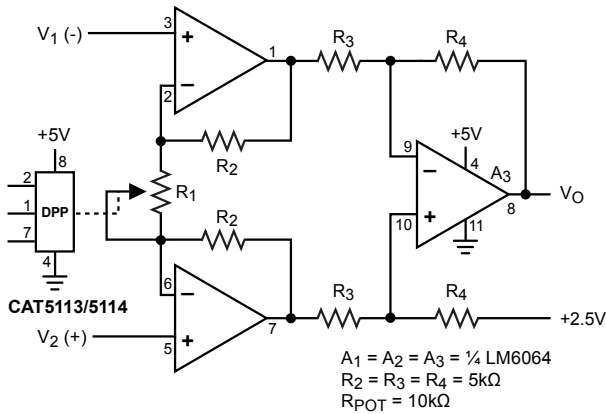 V1 (-)
3
+
1
R3
R4
–
2
+5V
R2
+5V
8
9
–
4
A3
2
1
DPP
7
R1
VO
8
+
10
11
R2
4
CAT5113/5114
6
–
7
R3
R4
+2.5V
V2 (+)
5
+
A1 = A2 = A3 = ¼ LM6064
R2 = R3 = R4 = 5kΩ
RPOT = 10kΩ